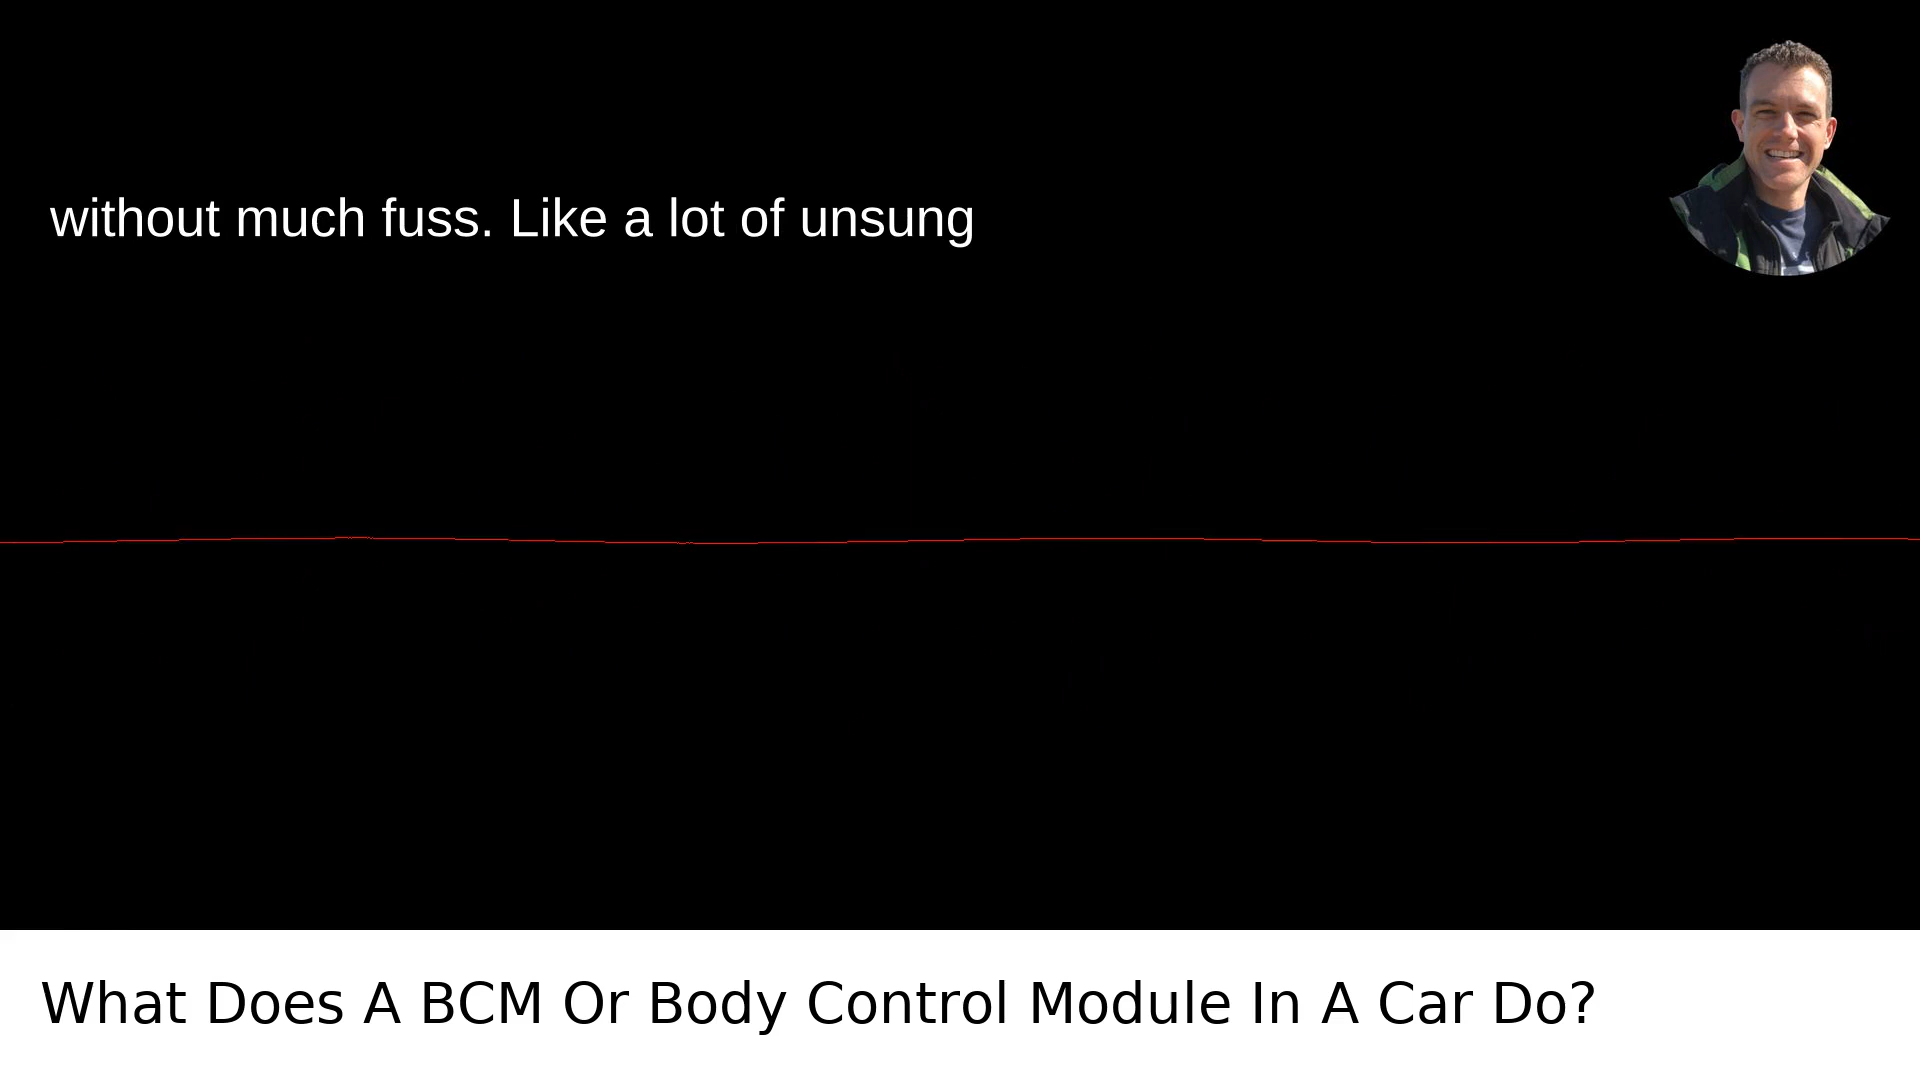 without much fuss. Like a lot of unsung
What Does A BCM Or Body Control Module In A Car Do?